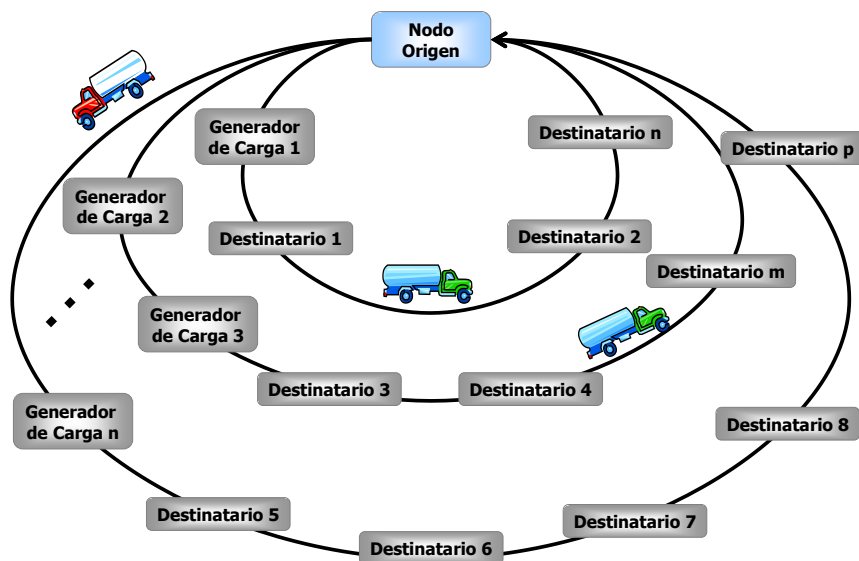 Nodo
Origen
Generador
de Carga 1
Destinatario n
Destinatario p
Generador
de Carga 2
Destinatario 1
Destinatario 2
Destinatario m
Generador
de Carga 3
Destinatario 3
Destinatario 4
Generador
de Carga n
Destinatario 8
Destinatario 5
Destinatario 7
Destinatario 6